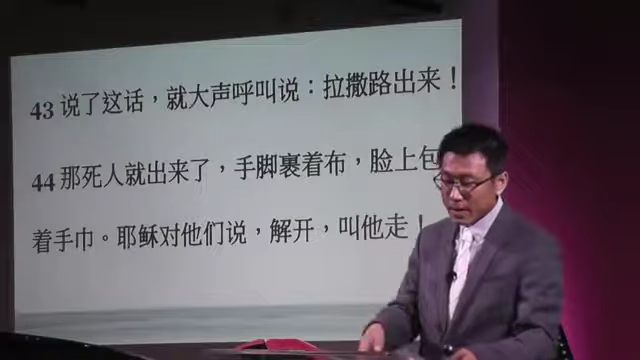 43 说了这话，就大声呼叫说：拉撒路出来！
44 那死人就出来了，手脚裹着布，脸上包
着手巾。耶稣对他们说，解开，叫他走！